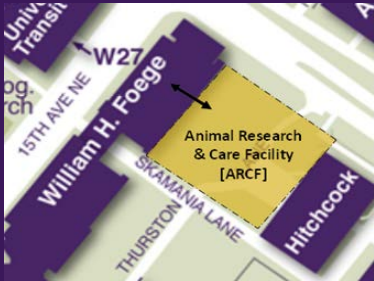 Univ
Transit
W27
og.
rch
15TH AVE NE
William H. Foege
Animal Research
& Care Facility
[ARCF]
SKAMANIA LANE
THURSTON
Hitchcock